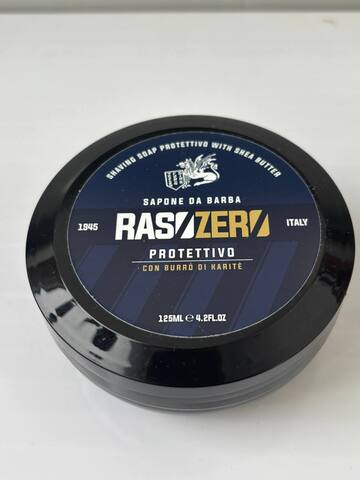 SHAVING SOAP PROTETTIVO WITH SHEA BUTTER
SAPONE DA BARBA
1945 RASOZERO ITALY
PROTETTIVO
CON BURRO DI KARITÈ
125ML e 4.2FL.OZ